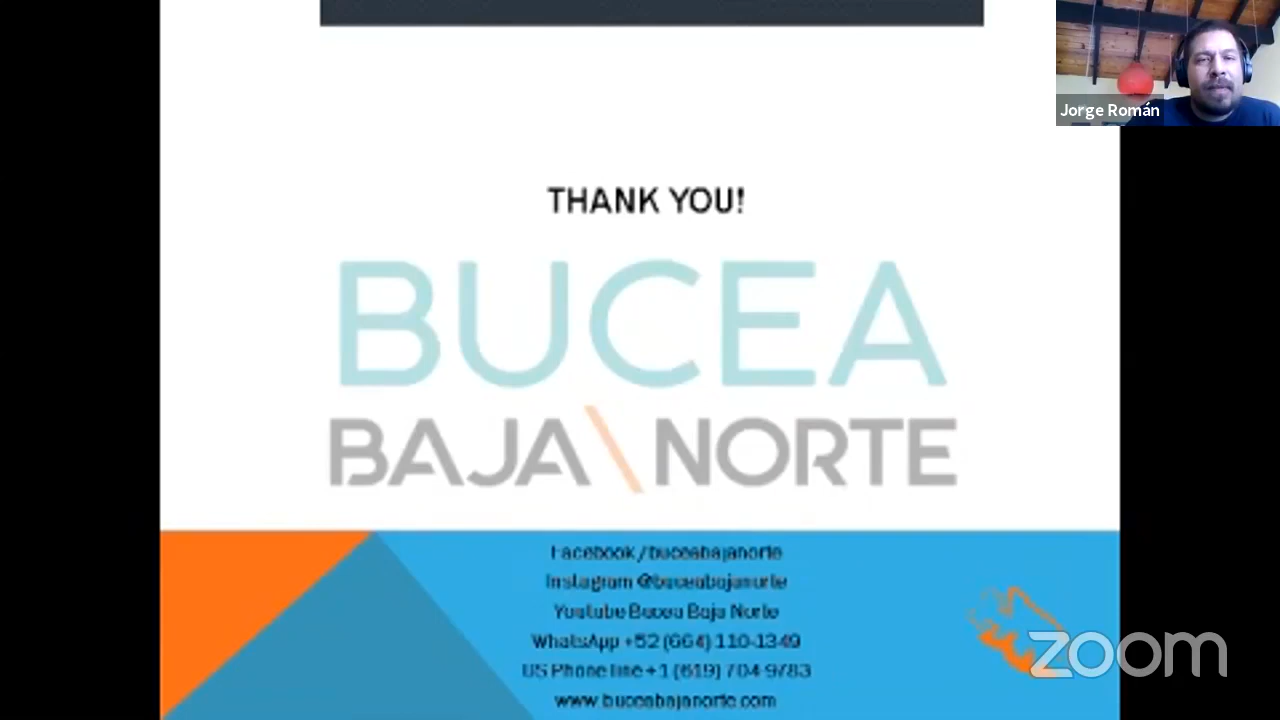 Jorge Román
THANK YOU!
BUCEA
BAJA\NORTE
Facebook /buceabajanorte
Instagram @buceabajanorte
Youtube Bucea Baja Norte
WhatsApp +52 (664) 110-1349
US Phone line +1 (619) 704-9783
www.buceabajanorte.com
zoom